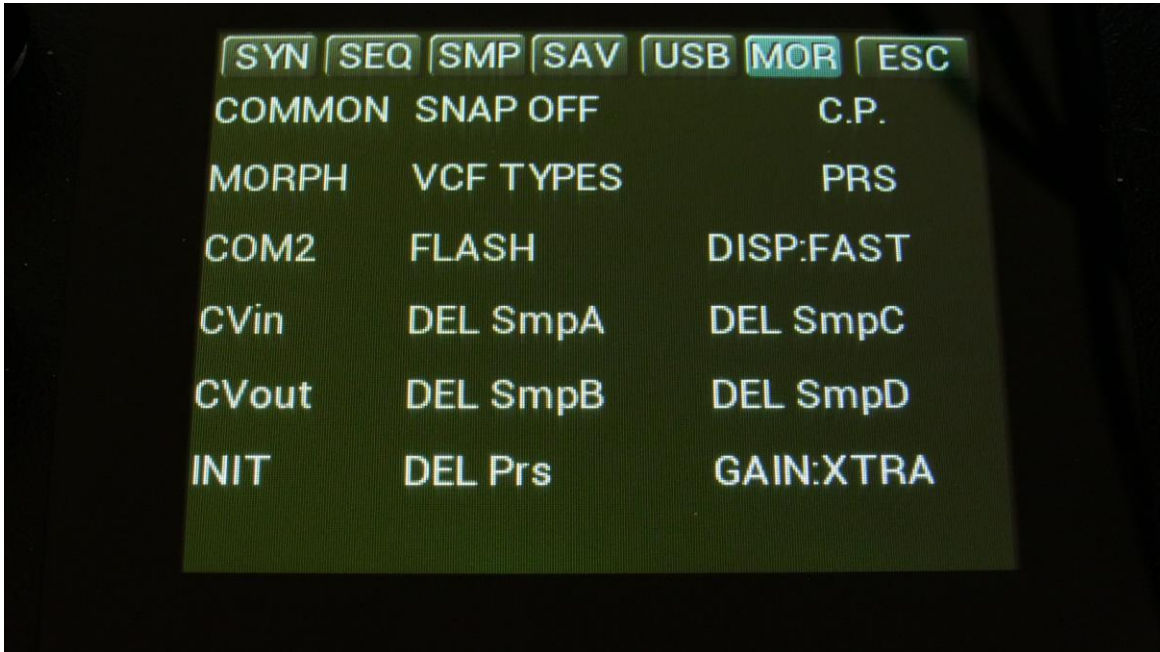 SYN SEQ SMP SAV USB MOR ESC
COMMON SNAP OFF C.P.
MORPH VCF TYPES PRS
COM2 FLASH DISP:FAST
CVin DEL SmpA DEL SmpC
CVout DEL SmpB DEL SmpD
INIT DEL Prs GAIN:XTRA